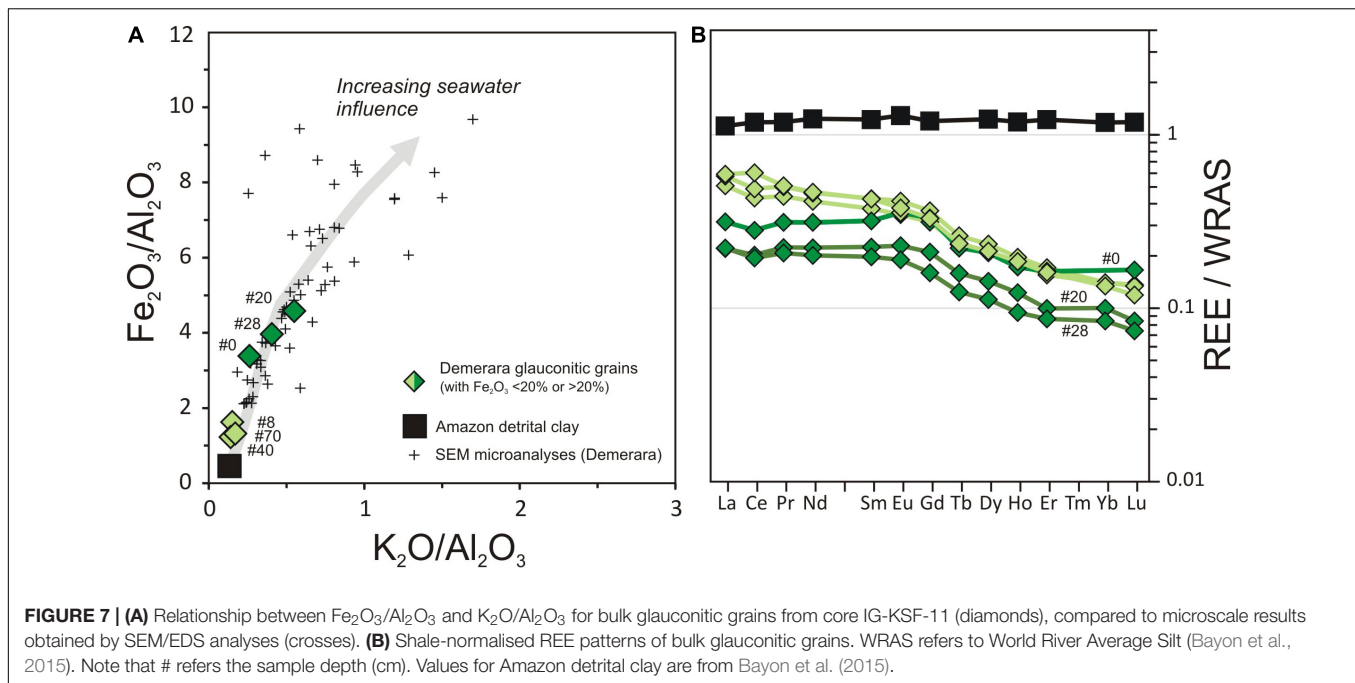 A
12
10
8
6
4
2
0
Fe2O3/Al2O3
Increasing seawater
influence
#20
#28
#0
#8
#70
#40
Demerara glauconitic grains
(with Fe2O3 <20% or >20%)
Amazon detrital clay
SEM microanalyses (Demerara)
0 1 2 3
K2O/Al2O3
B
1
0.1
0.01
REE / WRAS
#0
#20
#28
La Ce Pr Nd Sm Eu Gd Tb Dy Ho Er Tm Yb Lu
FIGURE 7 | (A) Relationship between Fe2O3/Al2O3 and K2O/Al2O3 for bulk glauconitic grains from core IG-KSF-11 (diamonds), compared to microscale results
obtained by SEM/EDS analyses (crosses). (B) Shale-normalised REE patterns of bulk glauconitic grains. WRAS refers to World River Average Silt (Bayon et al.,
2015). Note that # refers the sample depth (cm). Values for Amazon detrital clay are from Bayon et al. (2015).